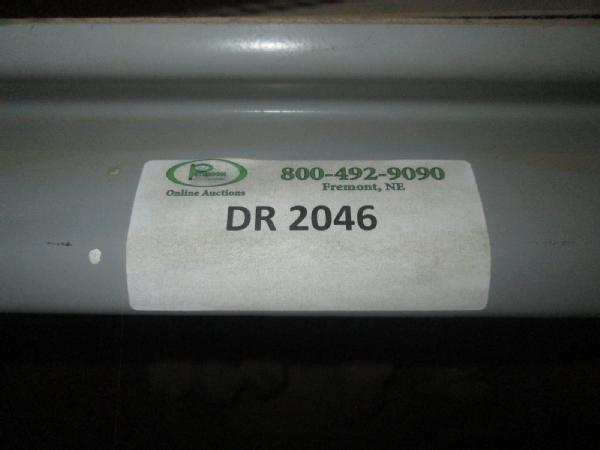 Online Auctions
800-492-9090
Fremont, NE
DR 2046